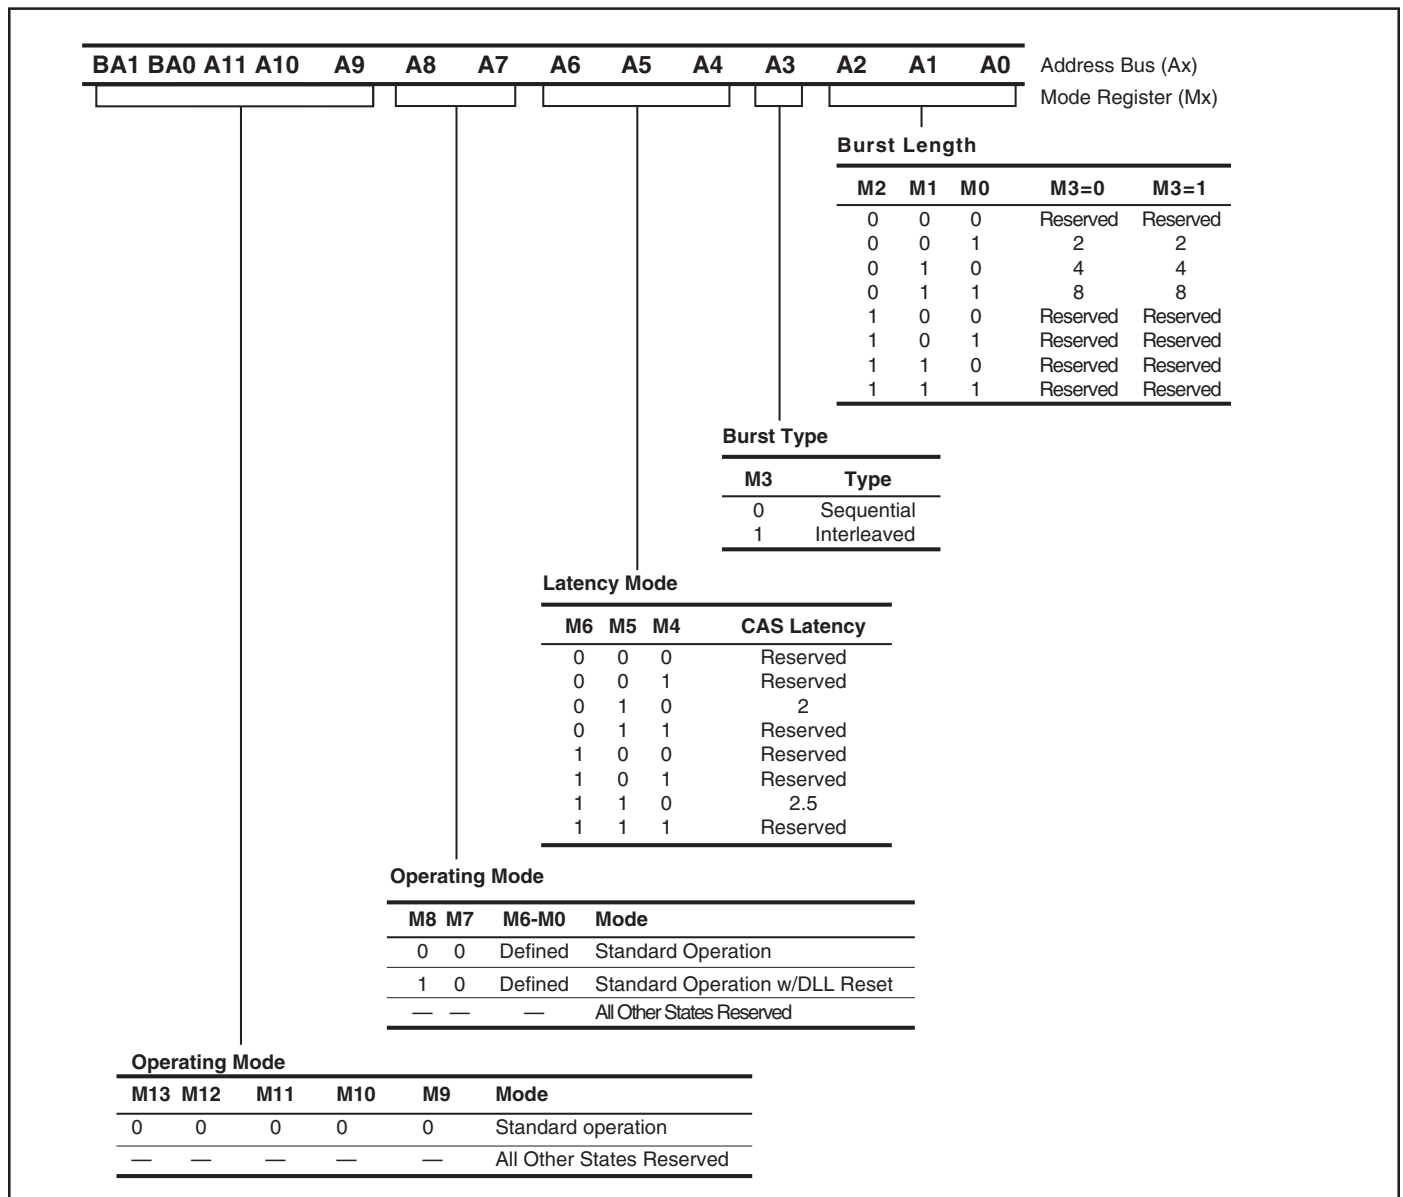 BA1 BA0 A11 A10 A9 A8 A7 A6 A5 A4 A3 A2 A1 A0 Address Bus (Ax)
Mode Register (Mx)
Burst Length
M2 M1 M0 M3=0 M3=1
0 0 0 Reserved Reserved
0 0 1 2 2
0 1 0 4 4
0 1 1 8 8
1 0 0 Reserved Reserved
1 0 1 Reserved Reserved
1 1 0 Reserved Reserved
1 1 1 Reserved Reserved
Burst Type
M3 Type
0 Sequential
1 Interleaved
Latency Mode
M6 M5 M4 CAS Latency
0 0 0 Reserved
0 0 1 Reserved
0 1 0 2
0 1 1 Reserved
1 0 0 Reserved
1 0 1 Reserved
1 1 0 2.5
1 1 1 Reserved
Operating Mode
M8 M7 M6-M0 Mode
0 0 Defined Standard Operation
1 0 Defined Standard Operation w/DLL Reset
— — — All Other States Reserved
Operating Mode
M13 M12 M11 M10 M9 Mode
0 0 0 0 0 Standard operation
— — — — — All Other States Reserved